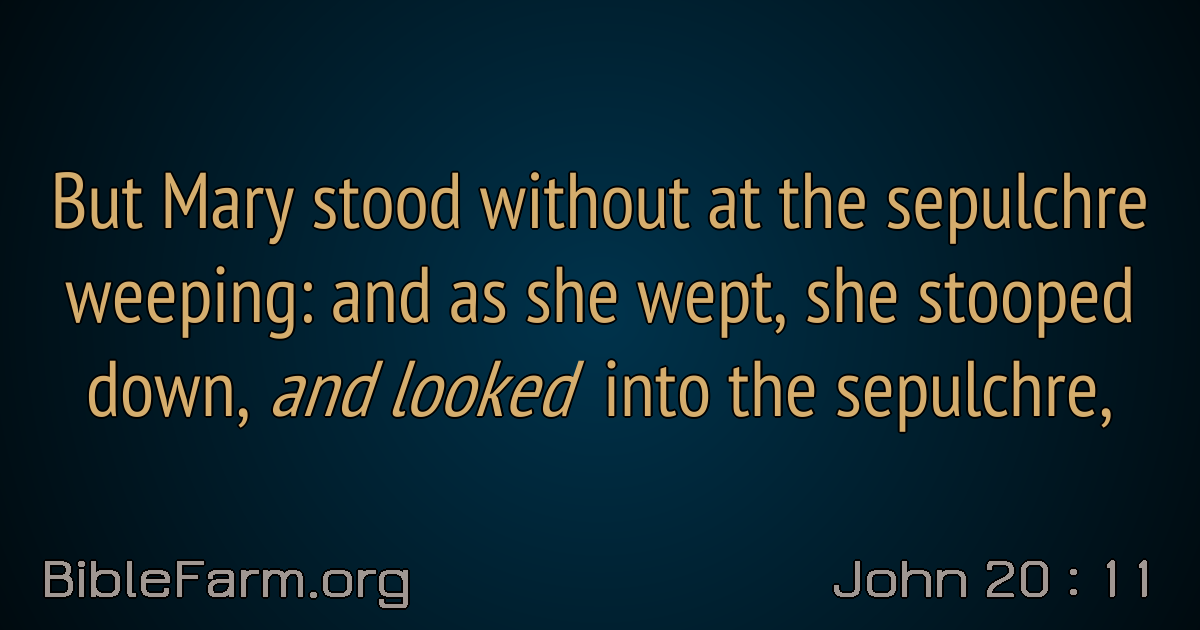 But Mary stood without at the sepulchre
weeping: and as she wept, she stooped
down, and looked into the sepulchre,
BibleFarm.org
John 20 : 11